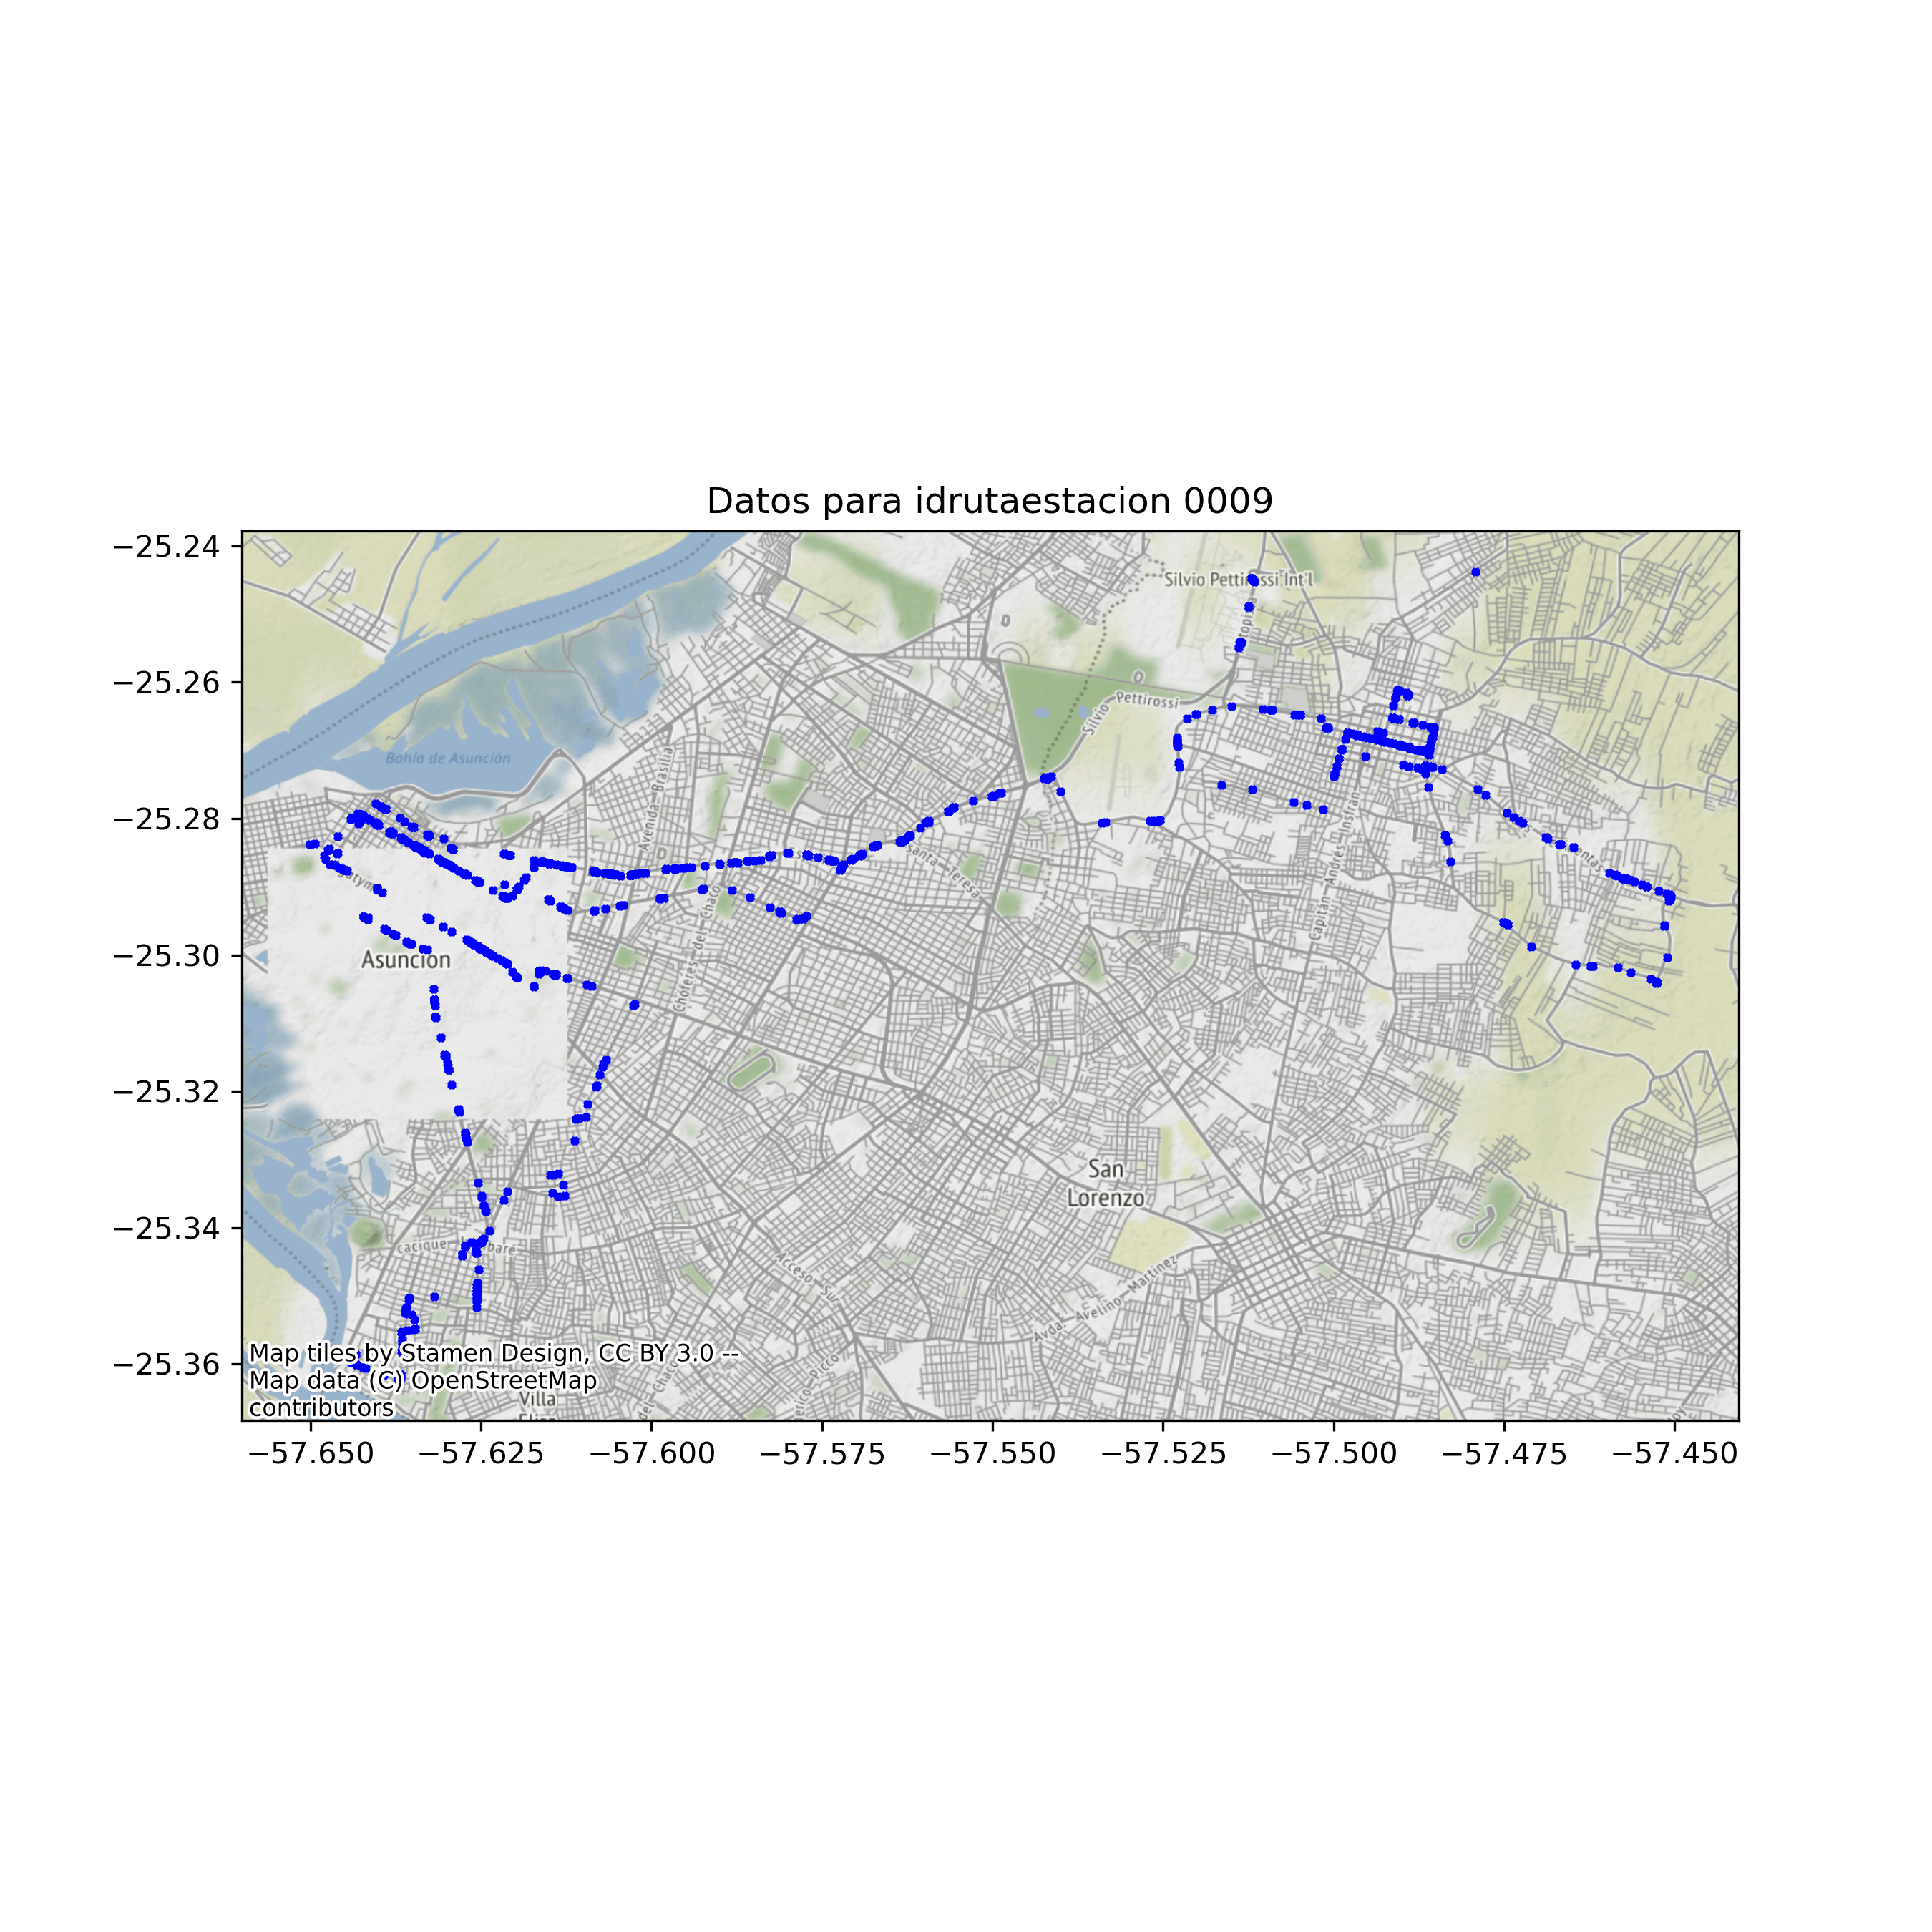 Datos para idrutaestacion 0009
−25.24
−25.26
−25.28
−25.30
−25.32
−25.34
−25.36
Silvio Pettirossi Int'l
Silvio Pettirossi
Bahía de Asunción
Avenida Brasilia
Santa Teresa
Capitán Andrés Insfrán
Choferes del Chaco
Asunción
San
Lorenzo
cacique
baré
Acceso Sur
Avda. Avelino Martínez
Map tiles by Stamen Design, CC BY 3.0 --
Map data (C) OpenStreetMap
contributors
Villa
del Chaco
−57.650
−57.625
−57.600
−57.575
−57.550
−57.525
−57.500
−57.475
−57.450